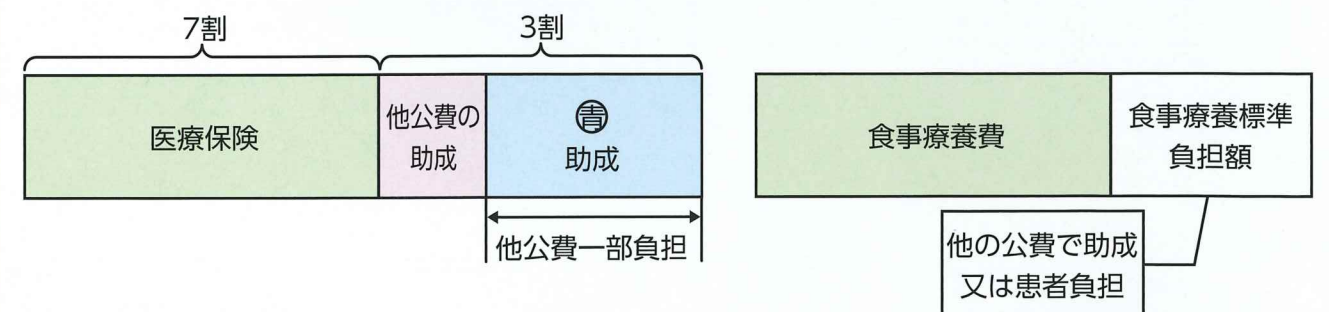 7割
3割
医療保険
他公費の
助成
㊥青
助成
他公費一部負担
食事療養費
食事療養標準
負担額
他の公費で助成
又は患者負担